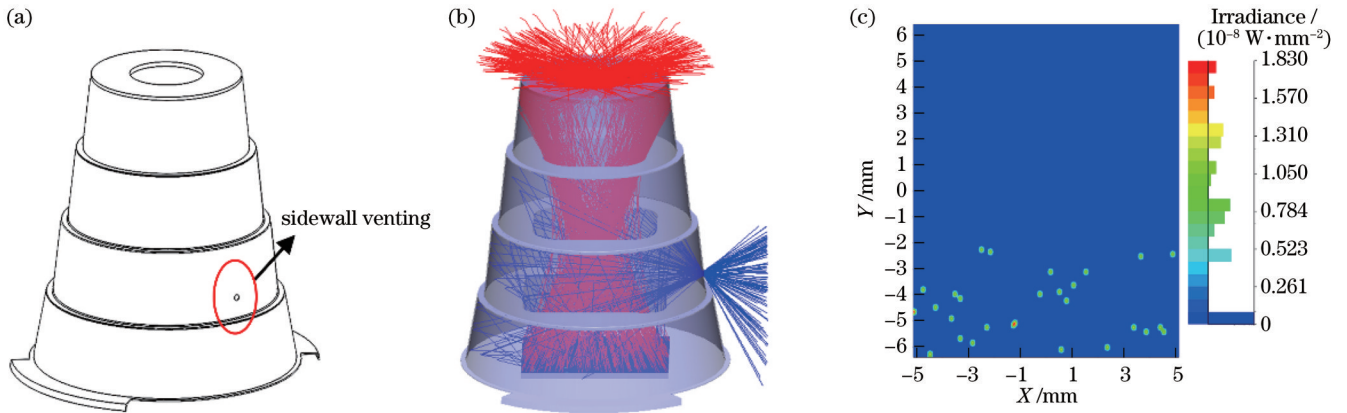 (a)
sidewall venting
(b)
(c)
Irradiance /
(10⁻⁸ W·mm⁻²)
1.830
1.570
1.310
1.050
0.784
0.523
0.261
0
Y/mm
6
5
4
3
2
1
0
−1
−2
−3
−4
−5
−6
−5 −3 −1 1 3 5
X/mm